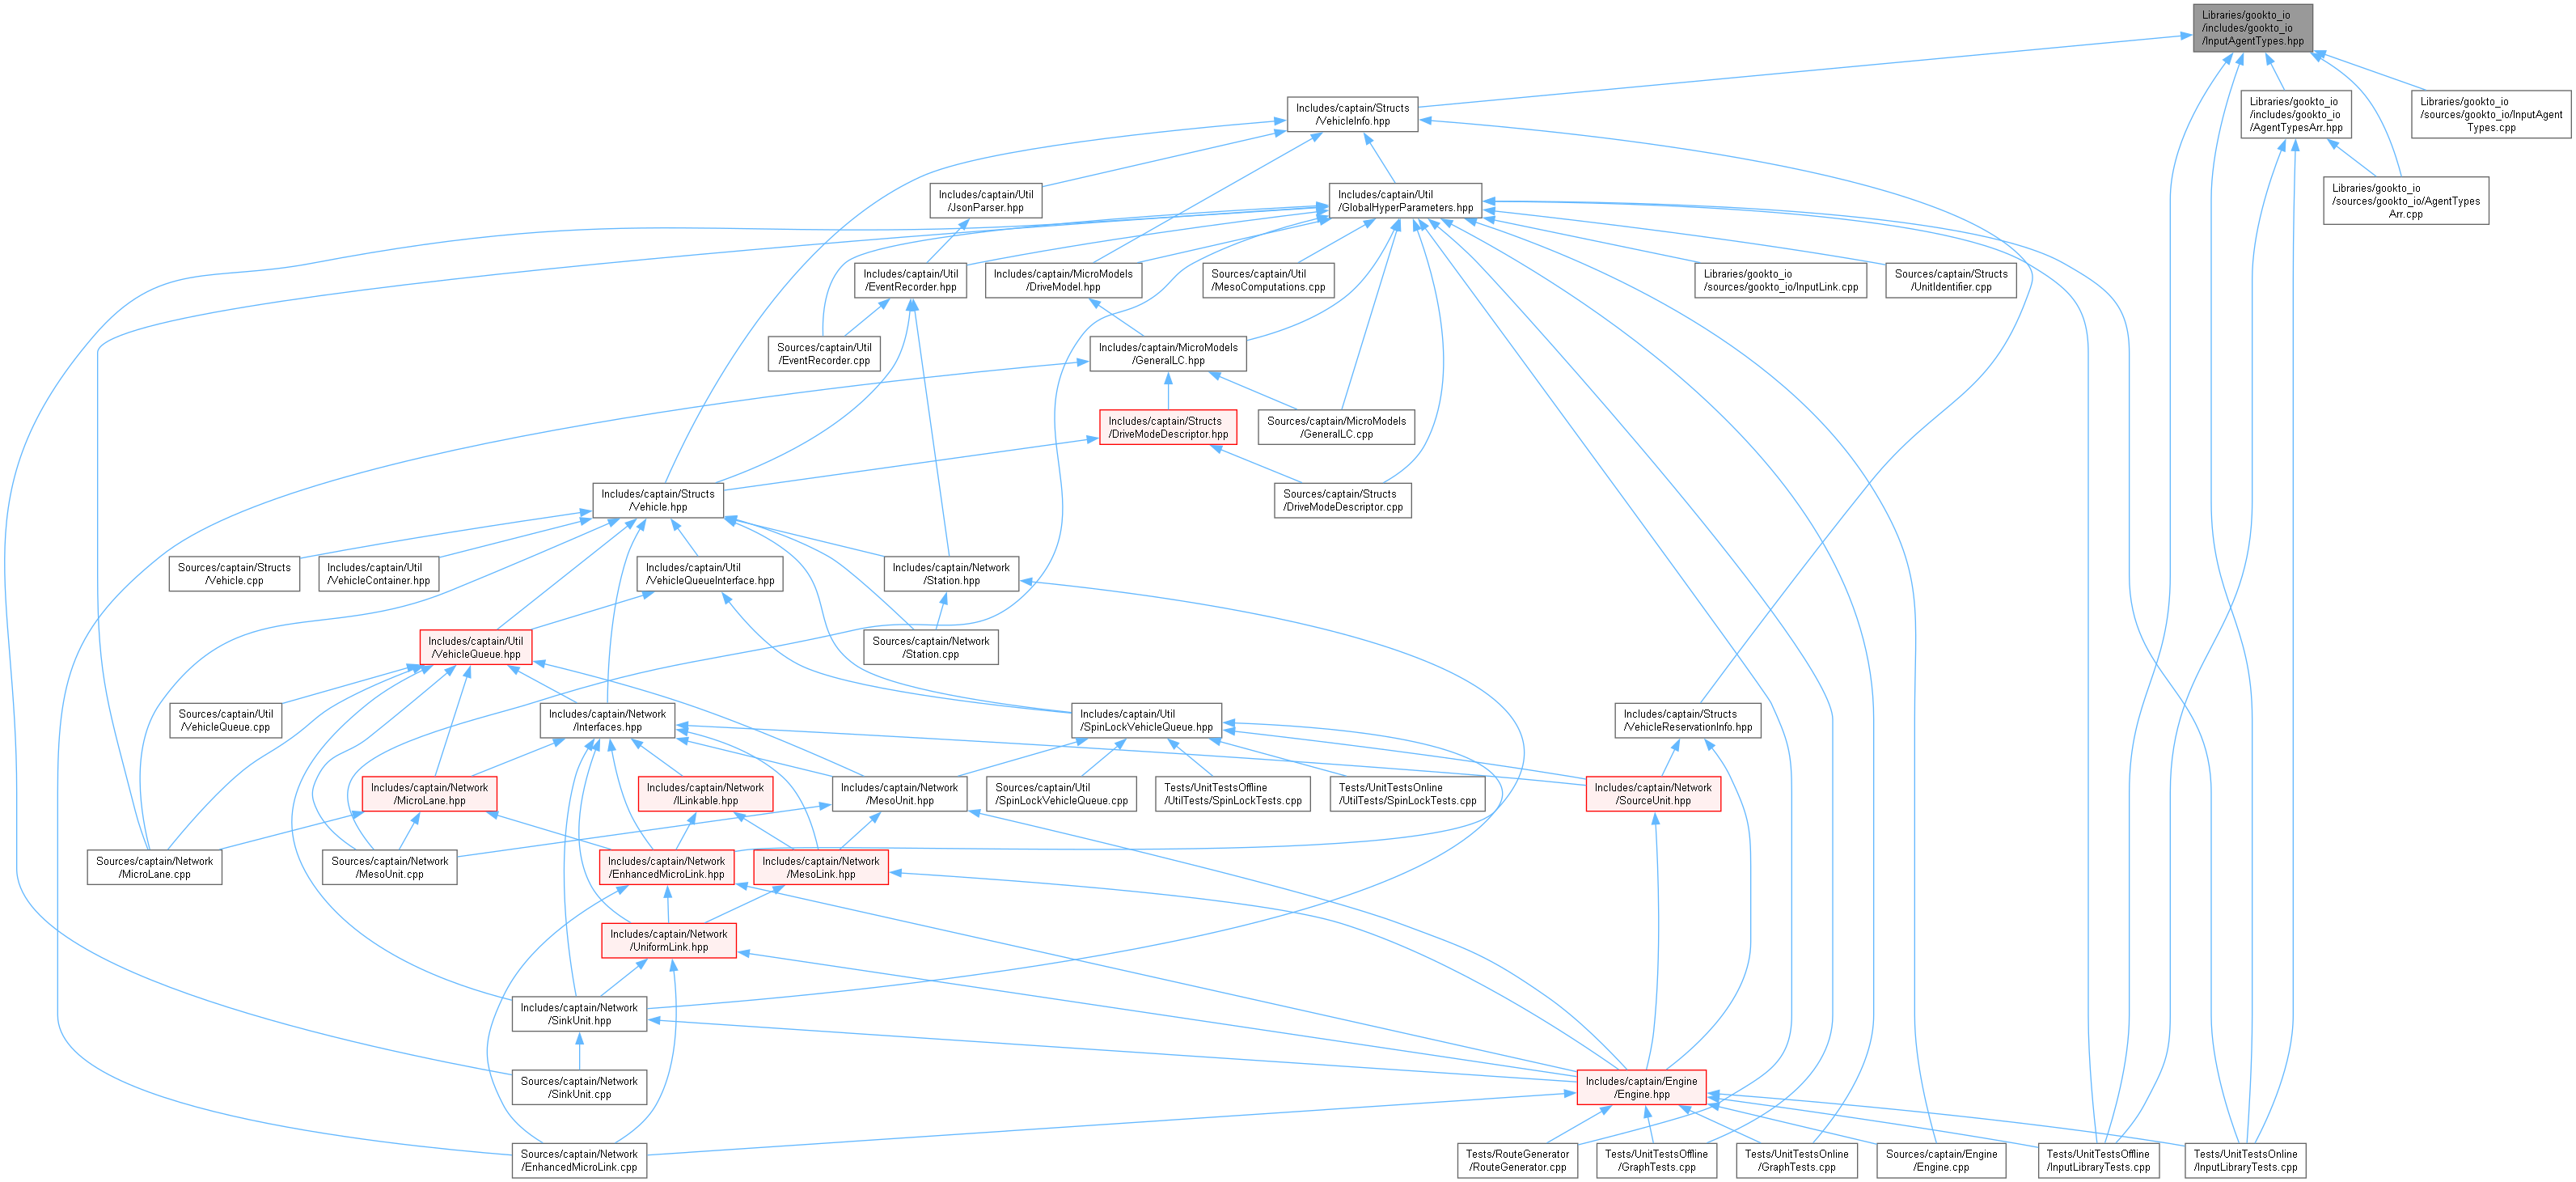 Libraries/gookto_io
/includes/gookto_io
/InputAgentTypes.hpp
Includes/captain/Structs
/VehicleInfo.hpp
Libraries/gookto_io
/includes/gookto_io
/AgentTypesArr.hpp
Libraries/gookto_io
/sources/gookto_io/InputAgent
Types.cpp
Includes/captain/Util
/JsonParser.hpp
Includes/captain/Util
/GlobalHyperParameters.hpp
Libraries/gookto_io
/sources/gookto_io/AgentTypes
Arr.cpp
Includes/captain/Util
/EventRecorder.hpp
Includes/captain/MicroModels
/DriveModel.hpp
Sources/captain/Util
/MesoComputations.cpp
Libraries/gookto_io
/sources/gookto_io/InputLink.cpp
Sources/captain/Structs
/UnitIdentifier.cpp
Sources/captain/Util
/EventRecorder.cpp
Includes/captain/MicroModels
/GeneralLC.hpp
Includes/captain/Structs
/DriveModeDescriptor.hpp
Sources/captain/MicroModels
/GeneralLC.cpp
Includes/captain/Structs
/Vehicle.hpp
Sources/captain/Structs
/DriveModeDescriptor.cpp
Sources/captain/Structs
/Vehicle.cpp
Includes/captain/Util
/VehicleContainer.hpp
Includes/captain/Util
/VehicleQueueInterface.hpp
Includes/captain/Network
/Station.hpp
Includes/captain/Util
/VehicleQueue.hpp
Sources/captain/Network
/Station.cpp
Sources/captain/Util
/VehicleQueue.cpp
Includes/captain/Network
/Interfaces.hpp
Includes/captain/Util
/SpinLockVehicleQueue.hpp
Includes/captain/Structs
/VehicleReservationInfo.hpp
Includes/captain/Network
/MicroLane.hpp
Includes/captain/Network
/ILinkable.hpp
Includes/captain/Network
/MesoUnit.hpp
Sources/captain/Util
/SpinLockVehicleQueue.cpp
Tests/UnitTestsOffline
/UtilTests/SpinLockTests.cpp
Tests/UnitTestsOnline
/UtilTests/SpinLockTests.cpp
Includes/captain/Network
/SourceUnit.hpp
Sources/captain/Network
/MicroLane.cpp
Sources/captain/Network
/MesoUnit.cpp
Includes/captain/Network
/EnhancedMicroLink.hpp
Includes/captain/Network
/MesoLink.hpp
Includes/captain/Network
/UniformLink.hpp
Includes/captain/Network
/SinkUnit.hpp
Sources/captain/Network
/SinkUnit.cpp
Includes/captain/Engine
/Engine.hpp
Sources/captain/Network
/EnhancedMicroLink.cpp
Tests/RouteGenerator
/RouteGenerator.cpp
Tests/UnitTestsOffline
/GraphTests.cpp
Tests/UnitTestsOnline
/GraphTests.cpp
Sources/captain/Engine
/Engine.cpp
Tests/UnitTestsOffline
/InputLibraryTests.cpp
Tests/UnitTestsOnline
/InputLibraryTests.cpp